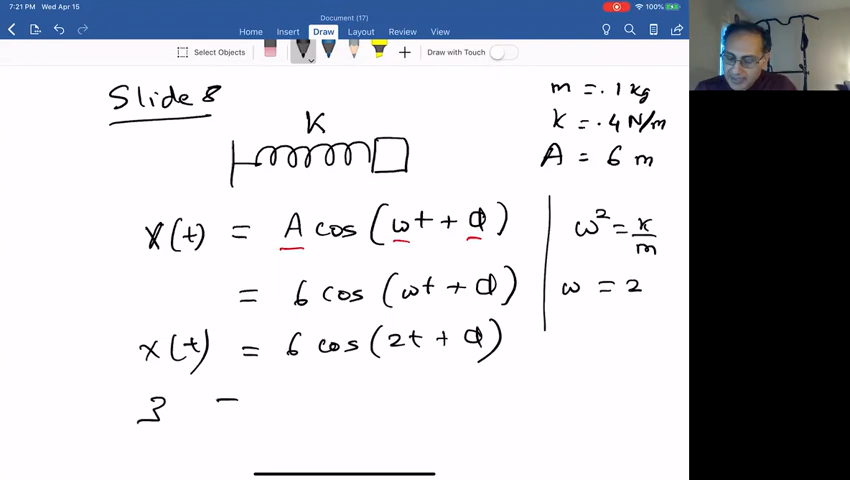 7:21 PM Wed Apr 15
100%
Document (17)
Home Insert Draw Layout Review View
Select Objects
Draw with Touch
Slide 8
m = .1 kg
k = .4 N/m
A = 6 m
K
x(t) = A cos(ωt + φ)
ω² = k/m
= 6 cos(ωt + φ)
ω = 2
x(t) = 6 cos(2t + φ)
3 =